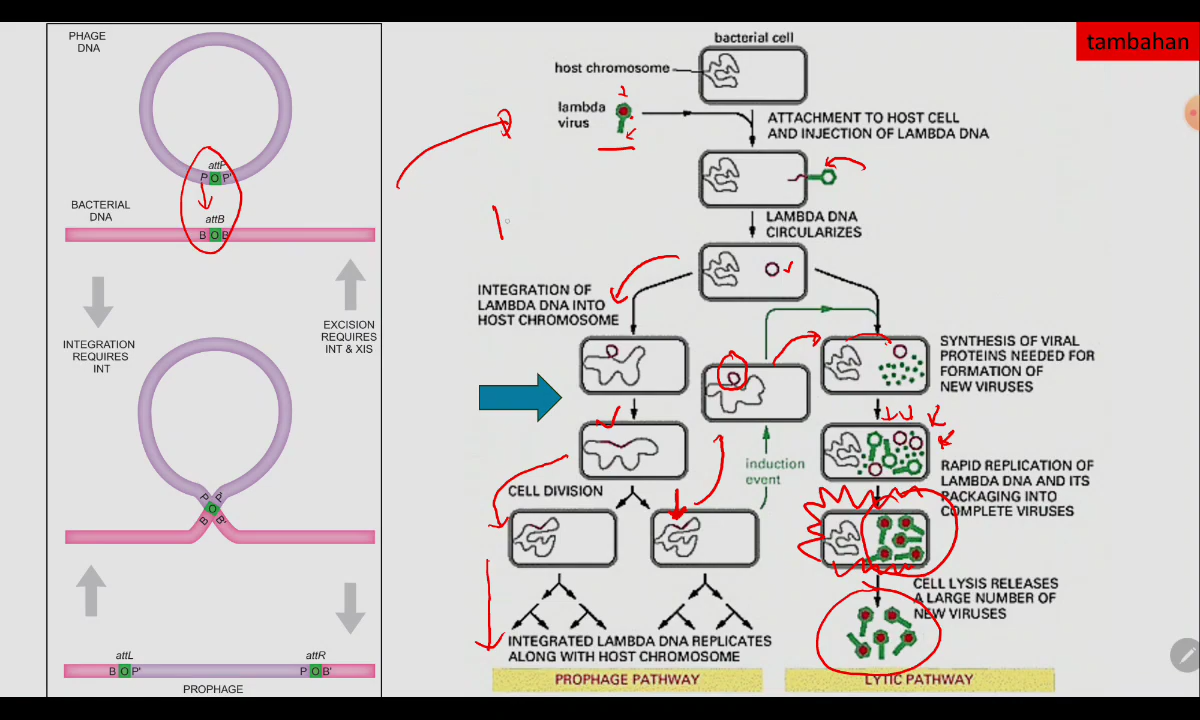 tambahan
PHAGE
DNA
attP
P O P'
BACTERIAL
DNA
attB
B O B'
INTEGRATION
REQUIRES
INT
EXCISION
REQUIRES
INT & XIS
P P'
O
B B'
attL
B O P'
attR
P O B'
PROPHAGE
bacterial cell
host chromosome
lambda
virus
ATTACHMENT TO HOST CELL
AND INJECTION OF LAMBDA DNA
LAMBDA DNA
CIRCULARIZES
INTEGRATION OF
LAMBDA DNA INTO
HOST CHROMOSOME
SYNTHESIS OF VIRAL
PROTEINS NEEDED FOR
FORMATION OF
NEW VIRUSES
induction
event
CELL DIVISION
RAPID REPLICATION OF
LAMBDA DNA AND ITS
PACKAGING INTO
COMPLETE VIRUSES
CELL LYSIS RELEASES
A LARGE NUMBER OF
NEW VIRUSES
INTEGRATED LAMBDA DNA REPLICATES
ALONG WITH HOST CHROMOSOME
PROPHAGE PATHWAY
LYTIC PATHWAY